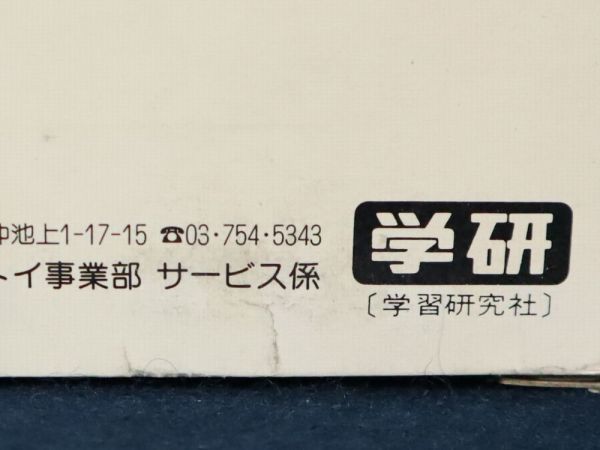 仲池上1-17-15 ☎03・754・5343
トイ事業部 サービス係
学研
〔学習研究社〕